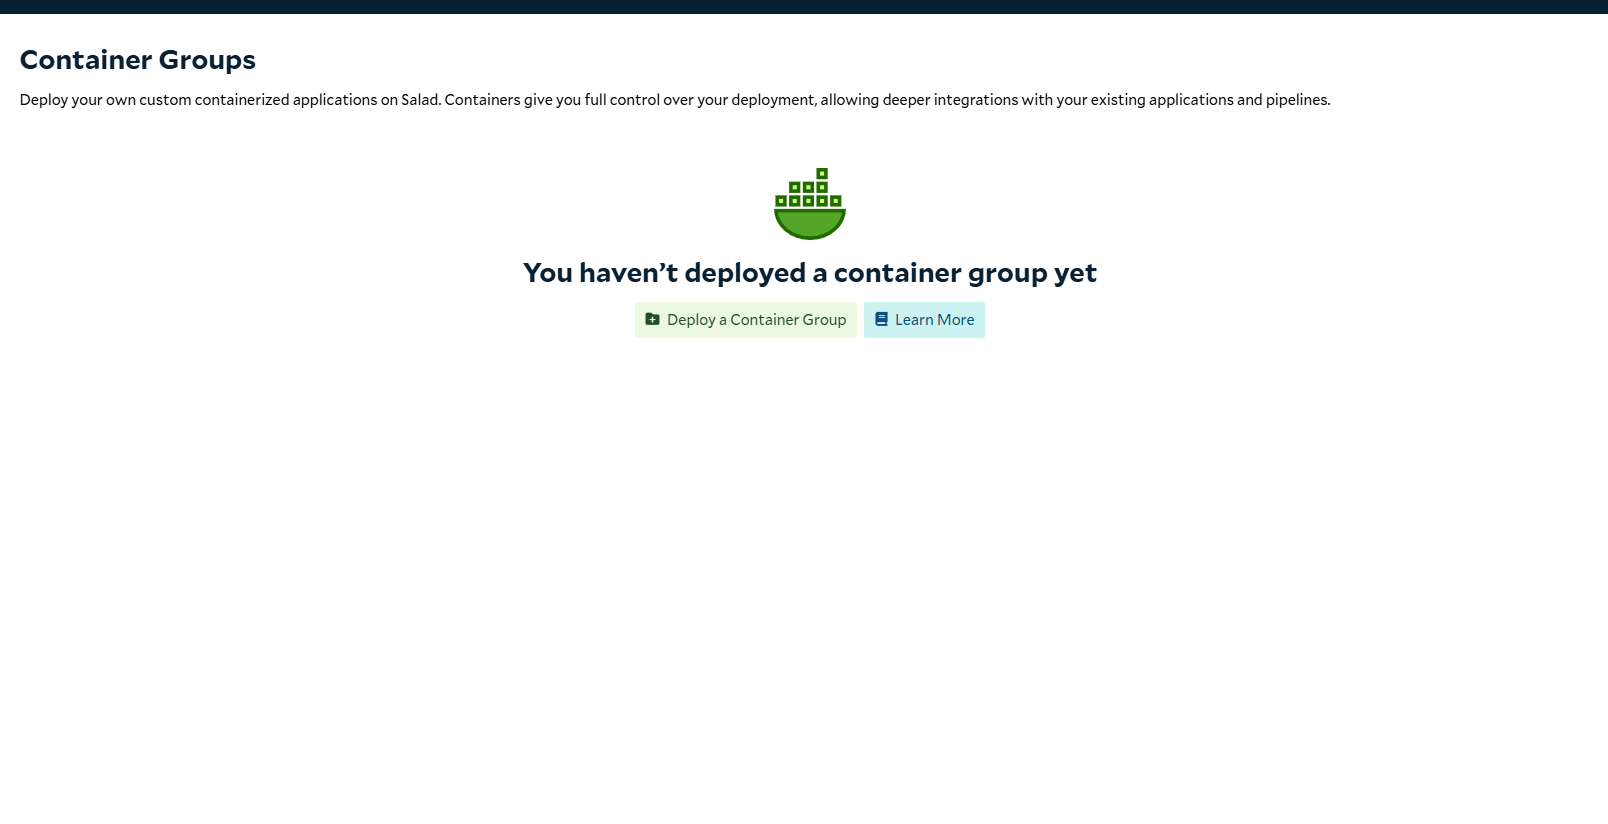 Container Groups
Deploy your own custom containerized applications on Salad. Containers give you full control over your deployment, allowing deeper integrations with your existing applications and pipelines.
You haven’t deployed a container group yet
Deploy a Container Group
Learn More